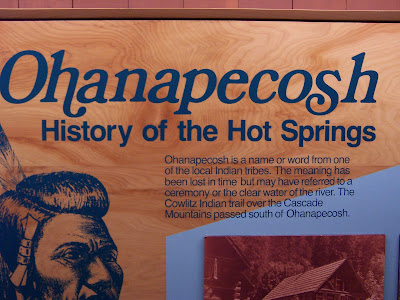 Ohanapecosh
History of the Hot Springs
Ohanapecosh is a name or word from one
of the local Indian tribes. The meaning has
been lost in time but may have referred to a
ceremony or the clear water of the river. The
Cowlitz Indian trail over the Cascade
Mountains passed south of Ohanapecosh.